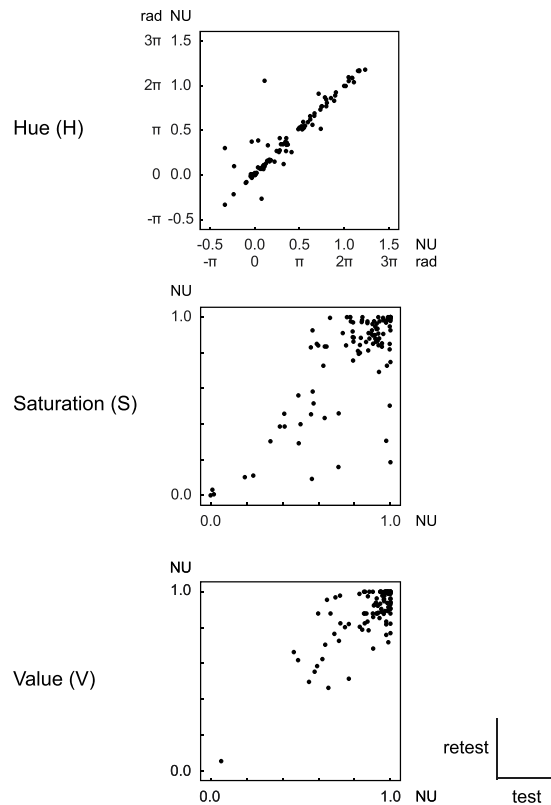 rad NU
3π 1.5
2π 1.0
Hue (H)
π 0.5
0 0.0
-π -0.5
-0.5 0.0 0.5 1.0 1.5 NU
-π 0 π 2π 3π rad
NU
1.0
Saturation (S)
0.0
0.0 1.0 NU
NU
1.0
Value (V)
0.0
0.0 1.0 NU
retest
test